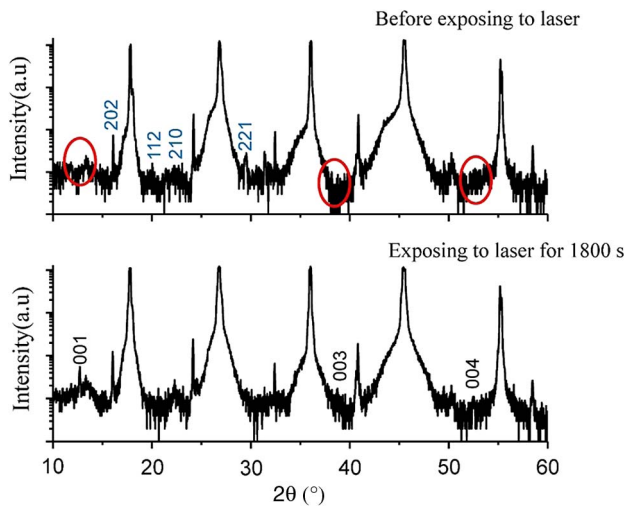 Before exposing to laser
Intensity(a.u)
202
112
210
221
Exposing to laser for 1800 s
Intensity(a.u)
001
003
004
10 20 30 40 50 60
2θ (°)